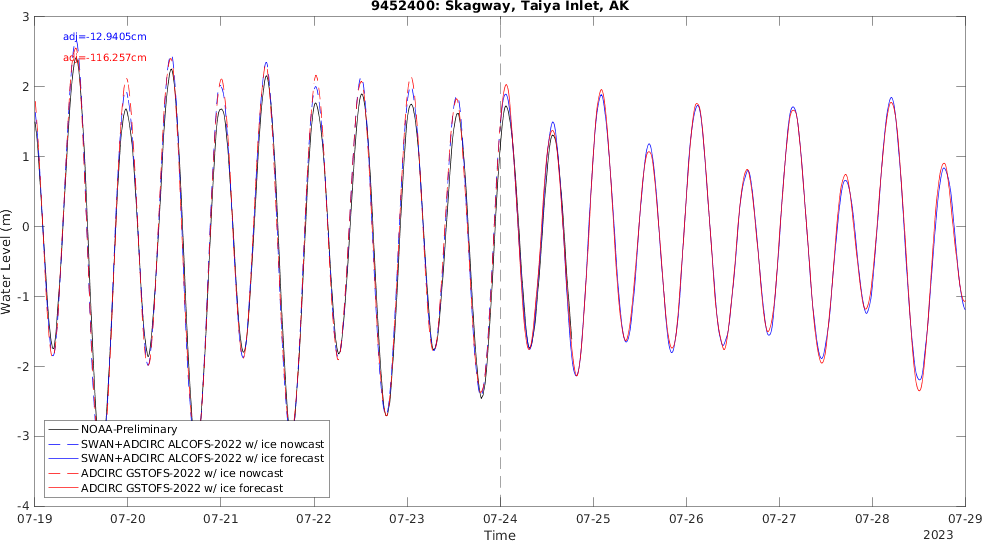 9452400: Skagway, Taiya Inlet, AK
adj=-12.9405cm
adj=-116.257cm
Water Level (m)
3
2
1
0
-1
-2
-3
-4
NOAA-Preliminary
SWAN+ADCIRC ALCOFS-2022 w/ ice nowcast
SWAN+ADCIRC ALCOFS-2022 w/ ice forecast
ADCIRC GSTOFS-2022 w/ ice nowcast
ADCIRC GSTOFS-2022 w/ ice forecast
07-19 07-20 07-21 07-22 07-23 07-24 07-25 07-26 07-27 07-28 07-29
Time
2023